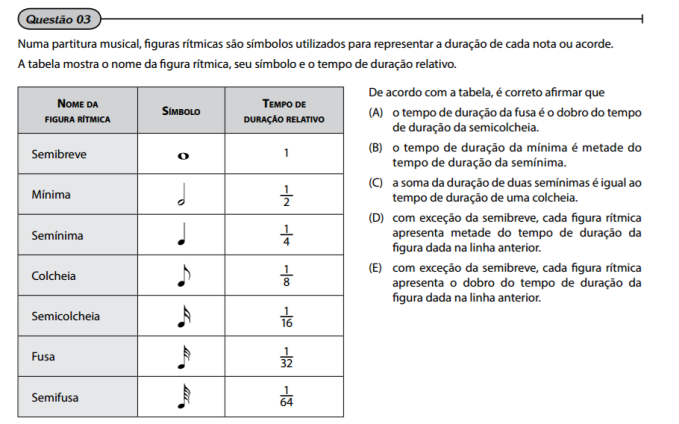 Questão 03
Numa partitura musical, figuras rítmicas são símbolos utilizados para representar a duração de cada nota ou acorde.
A tabela mostra o nome da figura rítmica, seu símbolo e o tempo de duração relativo.
NOME DA
FIGURA RÍTMICA
SÍMBOLO
TEMPO DE
DURAÇÃO RELATIVO
Semibreve
1
Mínima
1/2
Semínima
1/4
Colcheia
1/8
Semicolcheia
1/16
Fusa
1/32
Semifusa
1/64
De acordo com a tabela, é correto afirmar que
(A) o tempo de duração da fusa é o dobro do tempo
de duração da semicolcheia.
(B) o tempo de duração da mínima é metade do
tempo de duração da semínima.
(C) a soma da duração de duas semínimas é igual ao
tempo de duração de uma colcheia.
(D) com exceção da semibreve, cada figura rítmica
apresenta metade do tempo de duração da
figura dada na linha anterior.
(E) com exceção da semibreve, cada figura rítmica
apresenta o dobro do tempo de duração da
figura dada na linha anterior.